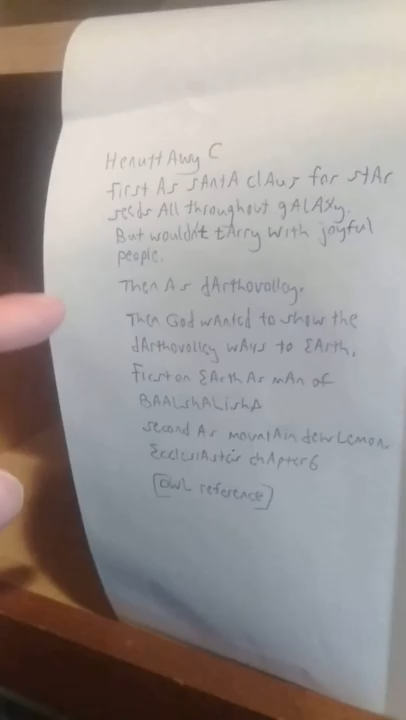 HenuttAwy C
first As sAntA clAus for stAr
seeds All throughout gALAXy.
But wouldn't tArry with joyful
people.
Then As dArthovolley.
Then God wAnted to show the
dArthovolley wAys to EArth.
first on EArth As mAn of
BAALshALishA
second As mountAin dew Lemon
EcclesiAstes chApter 6
[owl reference]